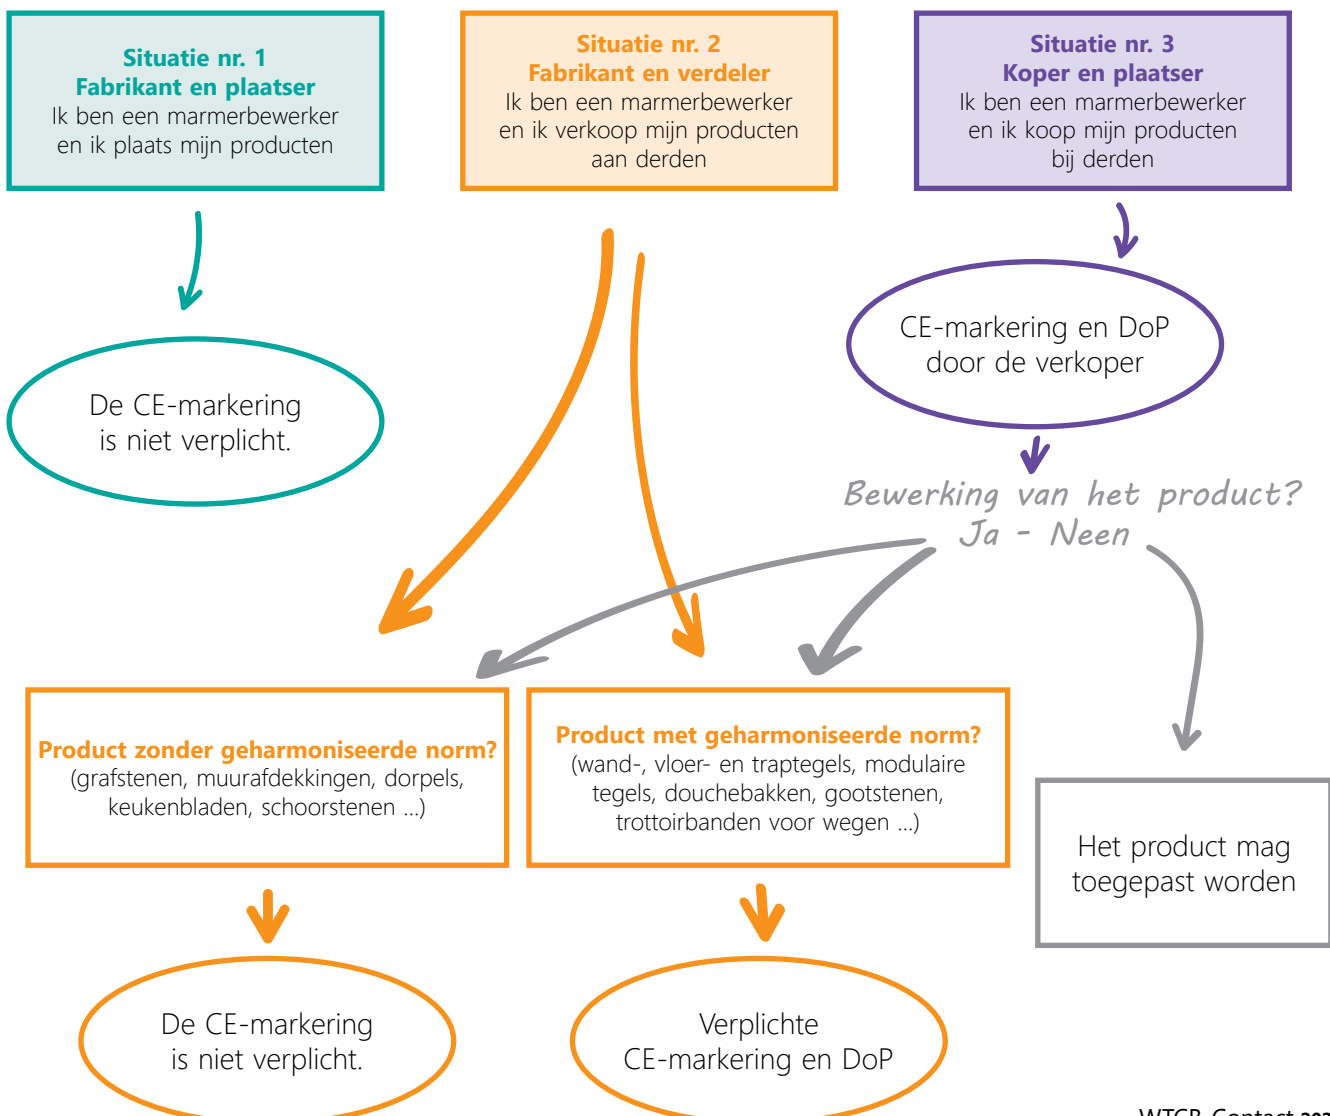 Situatie nr. 1
Fabrikant en plaatser
Ik ben een marmerbewerker
en ik plaats mijn producten
Situatie nr. 2
Fabrikant en verdeler
Ik ben een marmerbewerker
en ik verkoop mijn producten
aan derden
Situatie nr. 3
Koper en plaatser
Ik ben een marmerbewerker
en ik koop mijn producten
bij derden
De CE-markering
is niet verplicht.
CE-markering en DoP
door de verkoper
Bewerking van het product?
Ja - Neen
Product zonder geharmoniseerde norm?
(grafstenen, muurafdekkingen, dorpels,
keukenbladen, schoorstenen ...)
Product met geharmoniseerde norm?
(wand-, vloer- en traptegels, modulaire
tegels, douchebakken, gootstenen,
trottoirbanden voor wegen ...)
Het product mag
toegepast worden
De CE-markering
is niet verplicht.
Verplichte
CE-markering en DoP